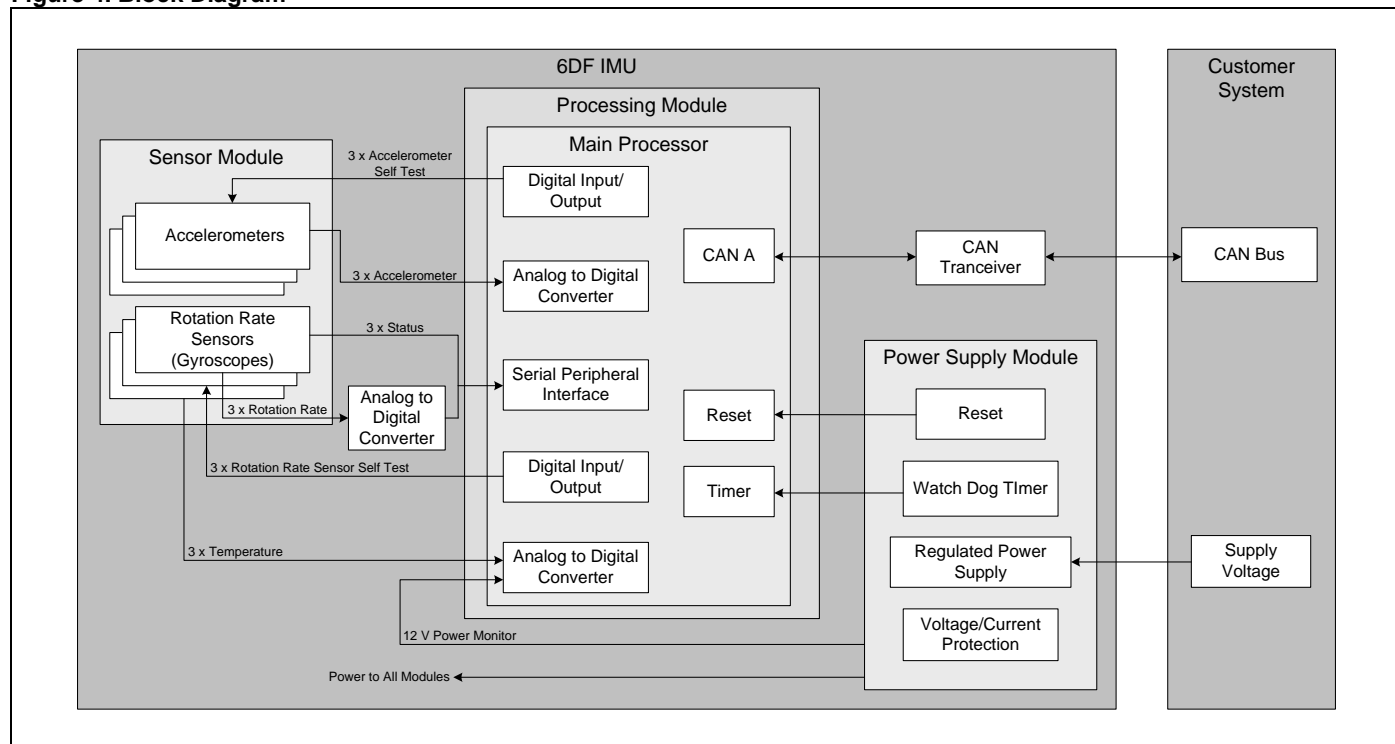 Figure Block Diagram
6DF IMU
Customer
System
Processing Module
Main Processor
Sensor Module
3 x Accelerometer
Self Test
Digital Input/
Output
Accelerometers
CAN A
CAN
Tranceiver
CAN Bus
3 x Accelerometer
Analog to Digital
Converter
Rotation Rate
Sensors
(Gyroscopes)
3 x Status
Power Supply Module
Serial Peripheral
Interface
3 x Rotation Rate
Analog to
Digital
Converter
Reset
Reset
3 x Rotation Rate Sensor Self Test
Digital Input/
Output
Timer
Watch Dog TImer
3 x Temperature
Analog to Digital
Converter
Regulated Power
Supply
Supply
Voltage
12 V Power Monitor
Voltage/Current
Protection
Power to All Modules